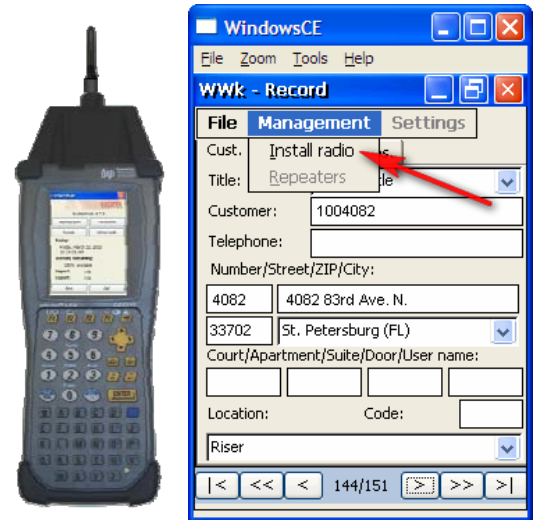 WindowsCE
File Zoom Tools Help
WWk - Record
File Management Settings
Cust.
Install radio
Title:
Repeaters
Customer: 1004082
Telephone:
Number/Street/ZIP/City:
4082 4082 83rd Ave. N.
33702 St. Petersburg (FL)
Court/Apartment/Suite/Door/User name:
Location: Code:
Riser
|< << < 144/151 > >> >|
ENTER